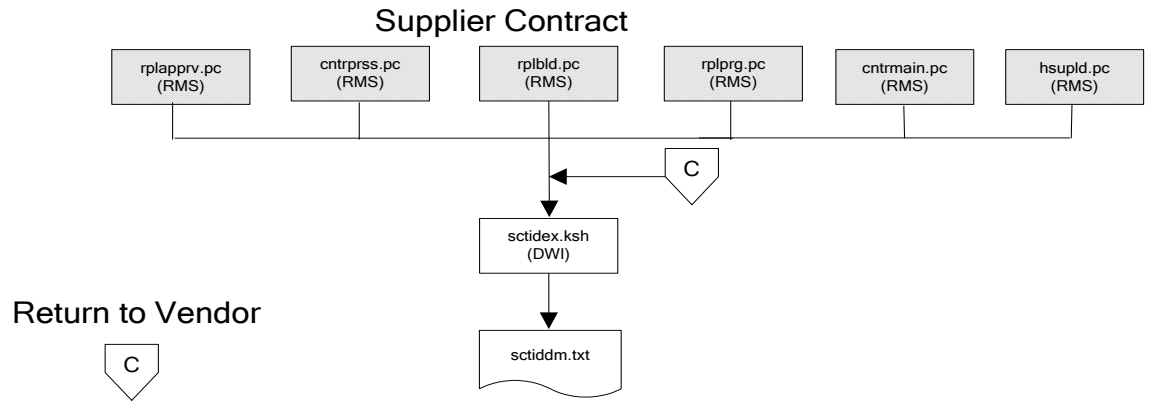 Supplier Contract
rplapprv.pc
(RMS)
cntrprss.pc
(RMS)
rplbld.pc
(RMS)
rplprg.pc
(RMS)
cntrmain.pc
(RMS)
hsupld.pc
(RMS)
C
sctidex.ksh
(DWI)
Return to Vendor
C
sctiddm.txt